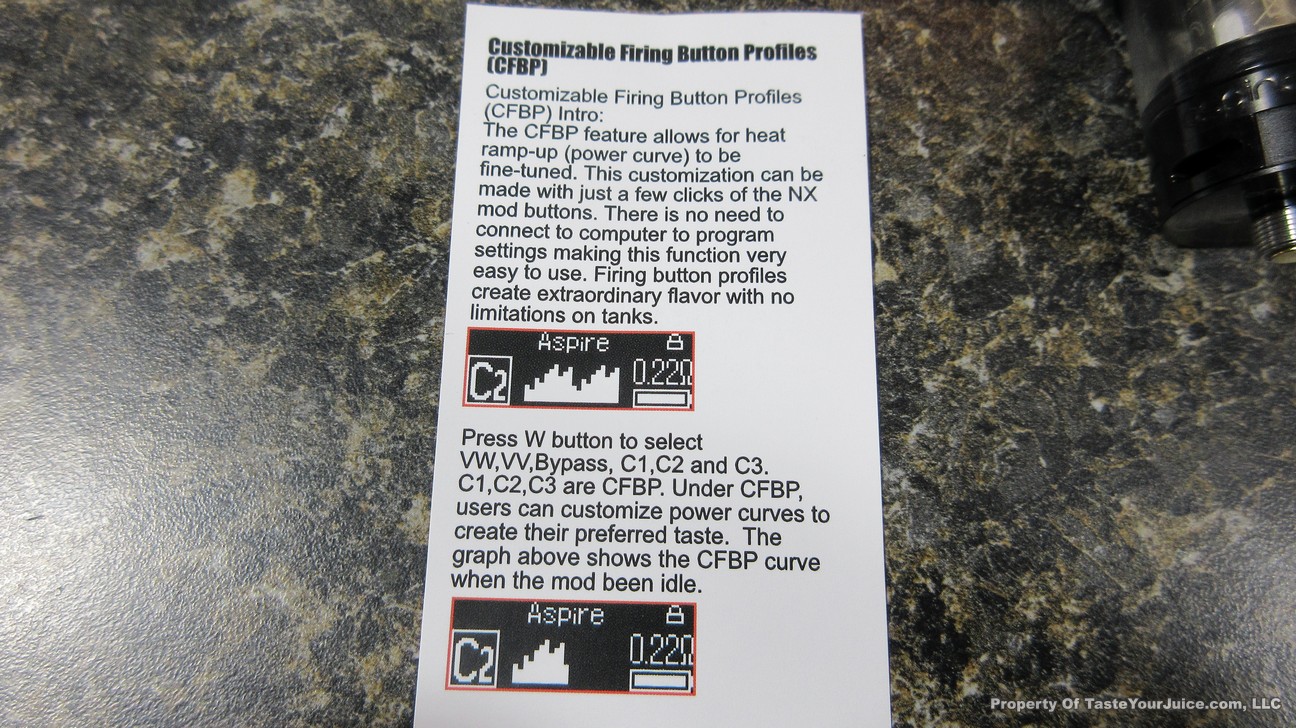 Customizable Firing Button Profiles
(CFBP)
Customizable Firing Button Profiles
(CFBP) Intro:
The CFBP feature allows for heat
ramp-up (power curve) to be
fine-tuned. This customization can be
made with just a few clicks of the NX
mod buttons. There is no need to
connect to computer to program
settings making this function very
easy to use. Firing button profiles
create extraordinary flavor with no
limitations on tanks.
Aspire
C2
0.22Ω
Press W button to select
VW,VV,Bypass, C1,C2 and C3.
C1,C2,C3 are CFBP. Under CFBP,
users can customize power curves to
create their preferred taste.  The
graph above shows the CFBP curve
when the mod been idle.
Aspire
C2
0.22Ω
Property Of TasteYourJuice.com, LLC